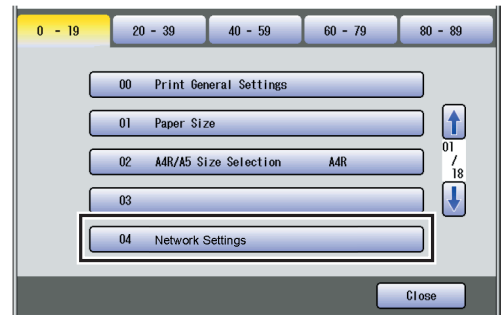 0 - 19 20 - 39 40 - 59 60 - 79 80 - 89
00 Print General Settings
01 Paper Size
02 A4R/A5 Size Selection A4R
03
04 Network Settings
01
/
18
Close